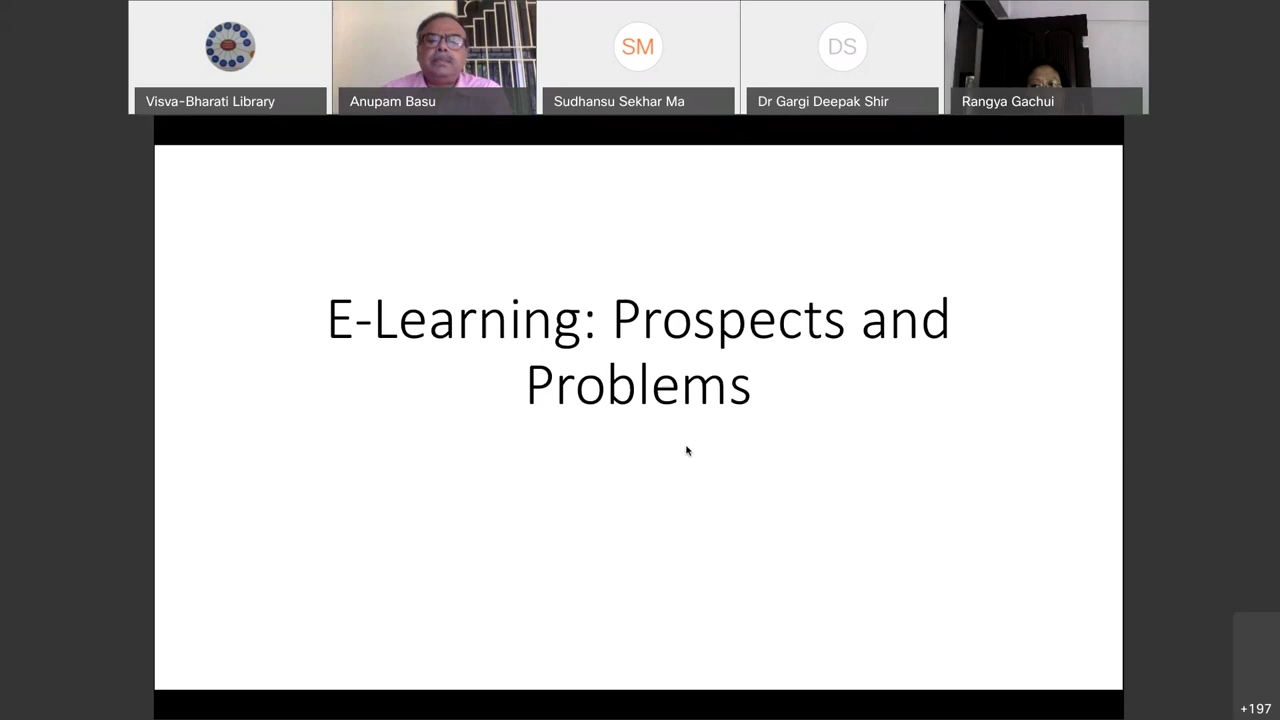 Visva-Bharati Library
Anupam Basu
SM
Sudhansu Sekhar Ma
DS
Dr Gargi Deepak Shir
Rangya Gachui
E-Learning: Prospects and
Problems
+197